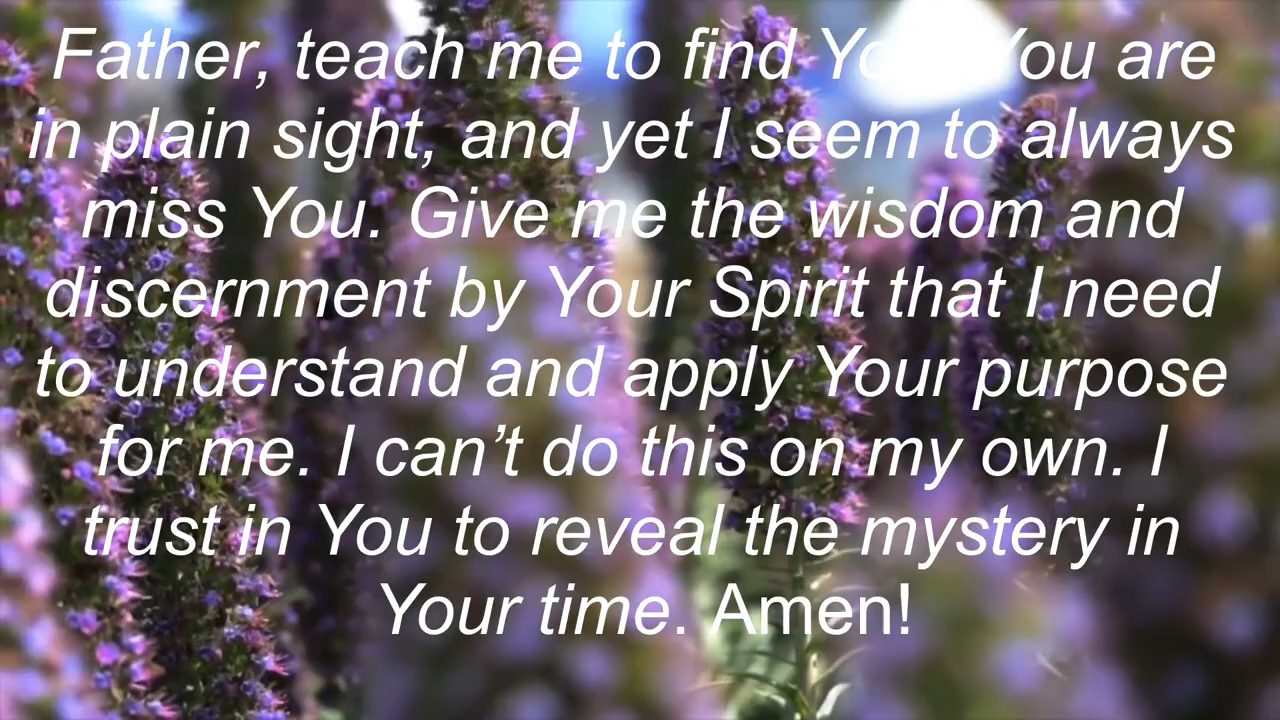 Father, teach me to find Yo You are
in plain sight, and yet I seem to always
miss You. Give me the wisdom and
discernment by Your Spirit that I need
to understand and apply Your purpose
for me. I can’t do this on my own. I
trust in You to reveal the mystery in
Your time. Amen!